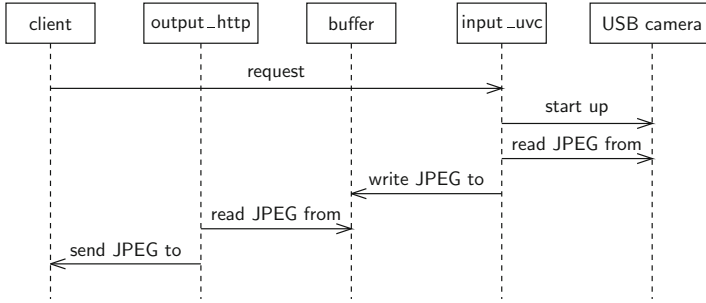 client output_http buffer input_uvc USB camera
request
start up
read JPEG from
write JPEG to
read JPEG from
send JPEG to